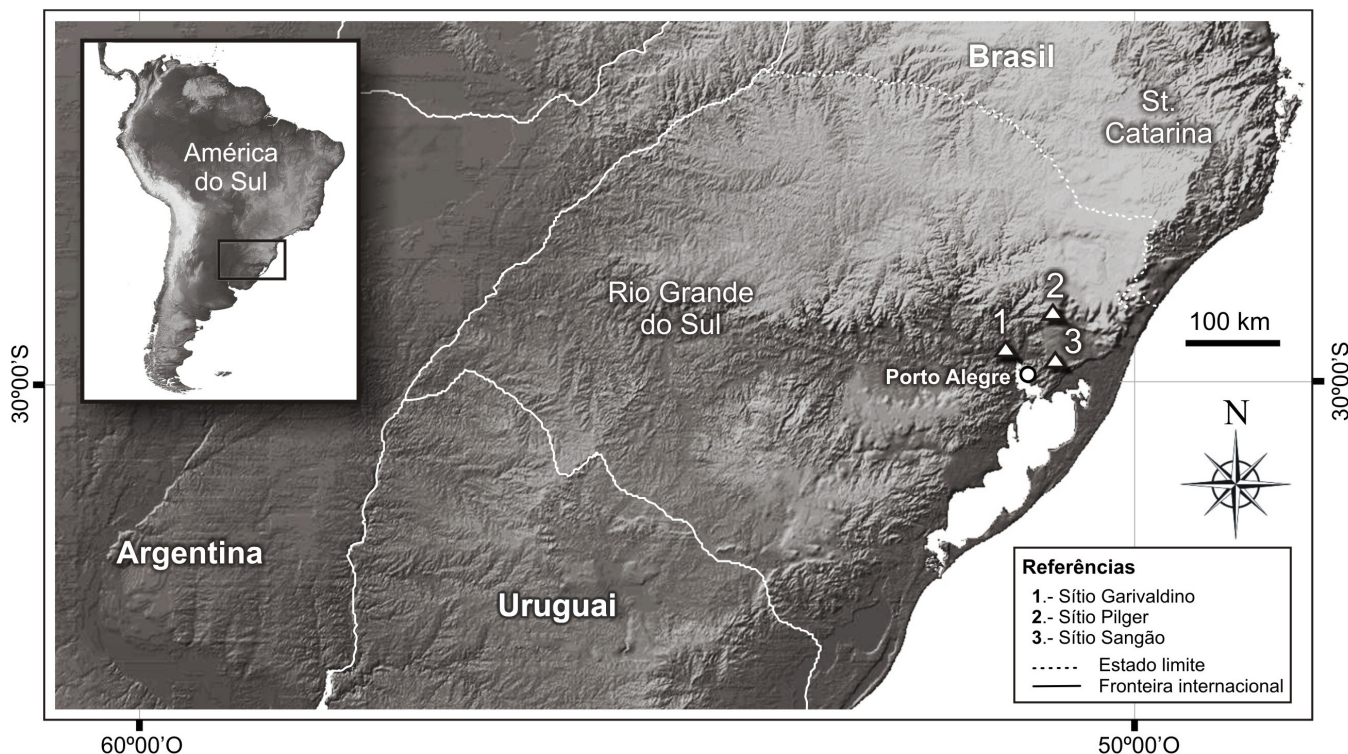 Brasil
St.
Catarina
América
do Sul
Rio Grande
do Sul
2
1
3
100 km
Porto Alegre
30º00'S
30º00'S
N
Argentina
Uruguai
Referências
1.- Sítio Garivaldino
2.- Sítio Pilger
3.- Sítio Sangão
Estado limite
Fronteira internacional
60º00'O
50º00'O